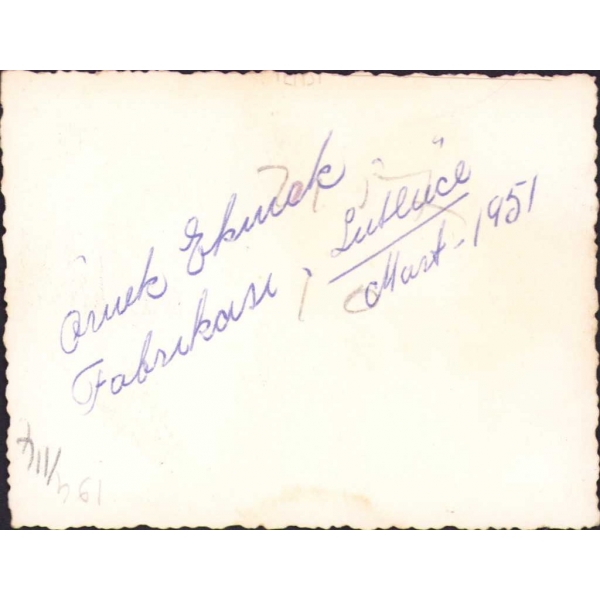 Örnek Ekmek
Fabrikası, Sütlüce
Mart-1951